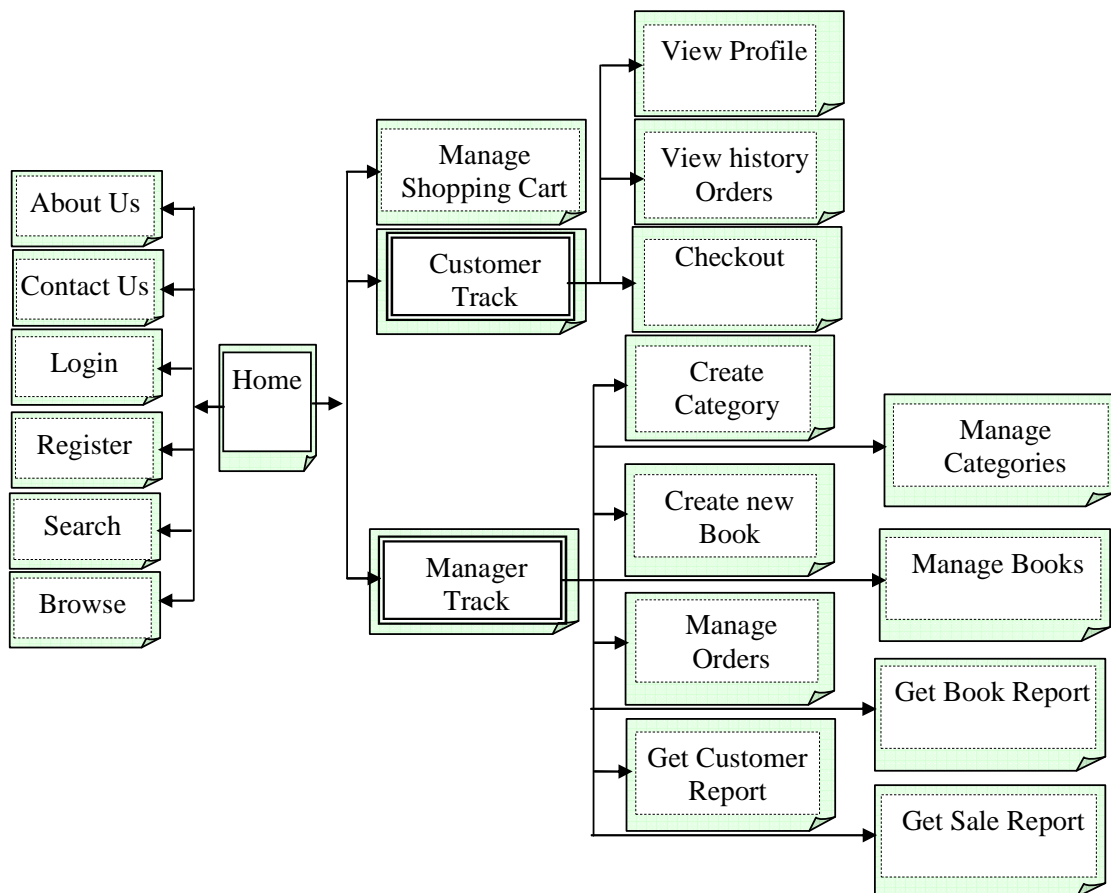 About Us
Contact Us
Login
Register
Search
Browse
Home
Manage
Shopping Cart
Customer
Track
Manager
Track
View Profile
View history
Orders
Checkout
Create
Category
Manage
Categories
Create new
Book
Manage Books
Manage
Orders
Get Book Report
Get Customer
Report
Get Sale Report